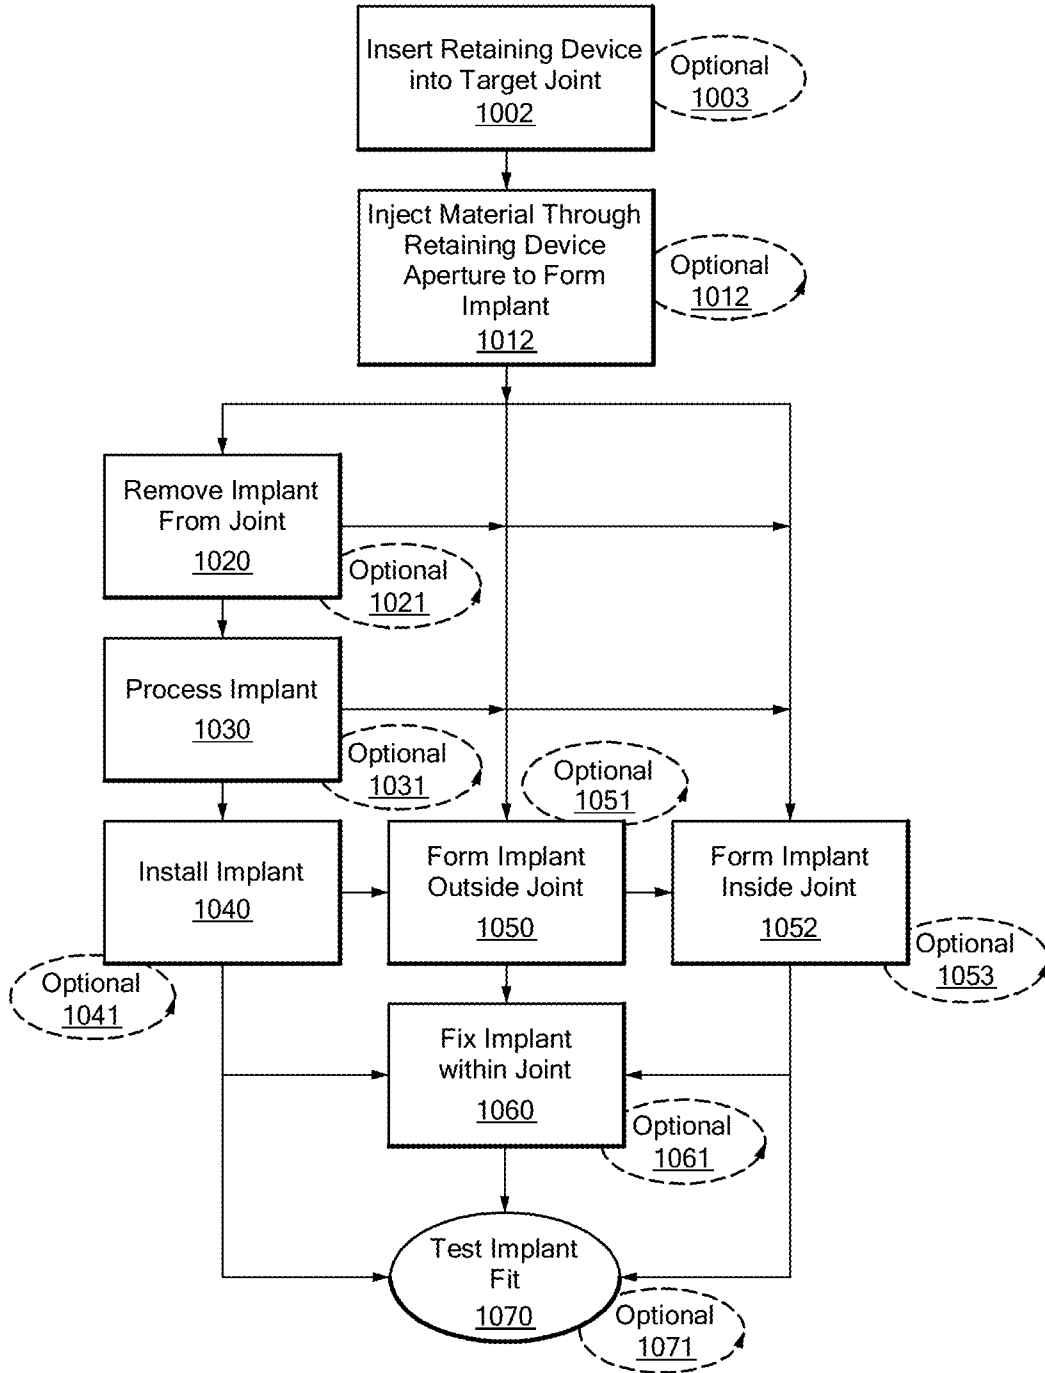 Insert Retaining Device
into Target Joint
1002
Optional
1003
Inject Material Through
Retaining Device
Aperture to Form
Implant
1012
Optional
1012
Remove Implant
From Joint
1020
Optional
1021
Process Implant
1030
Optional
1031
Optional
1051
Install Implant
1040
Optional
1041
Form Implant
Outside Joint
1050
Form Implant
Inside Joint
1052
Optional
1053
Fix Implant
within Joint
1060
Optional
1061
Test Implant
Fit
1070
Optional
1071